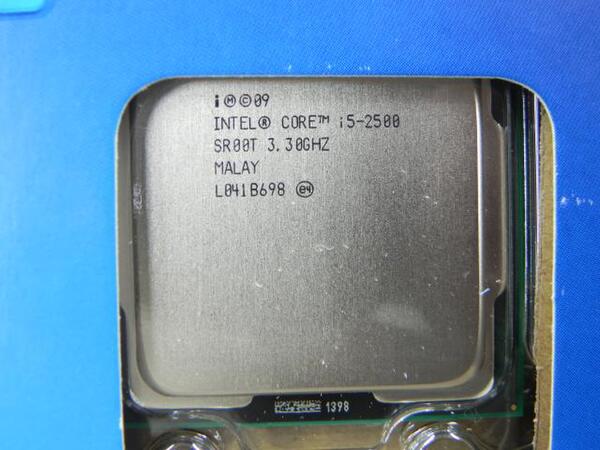 i Ⓜ©09
INTEL® CORE™ i5-2500
SR00T 3.30GHZ
MALAY
L041B698 e4
1398